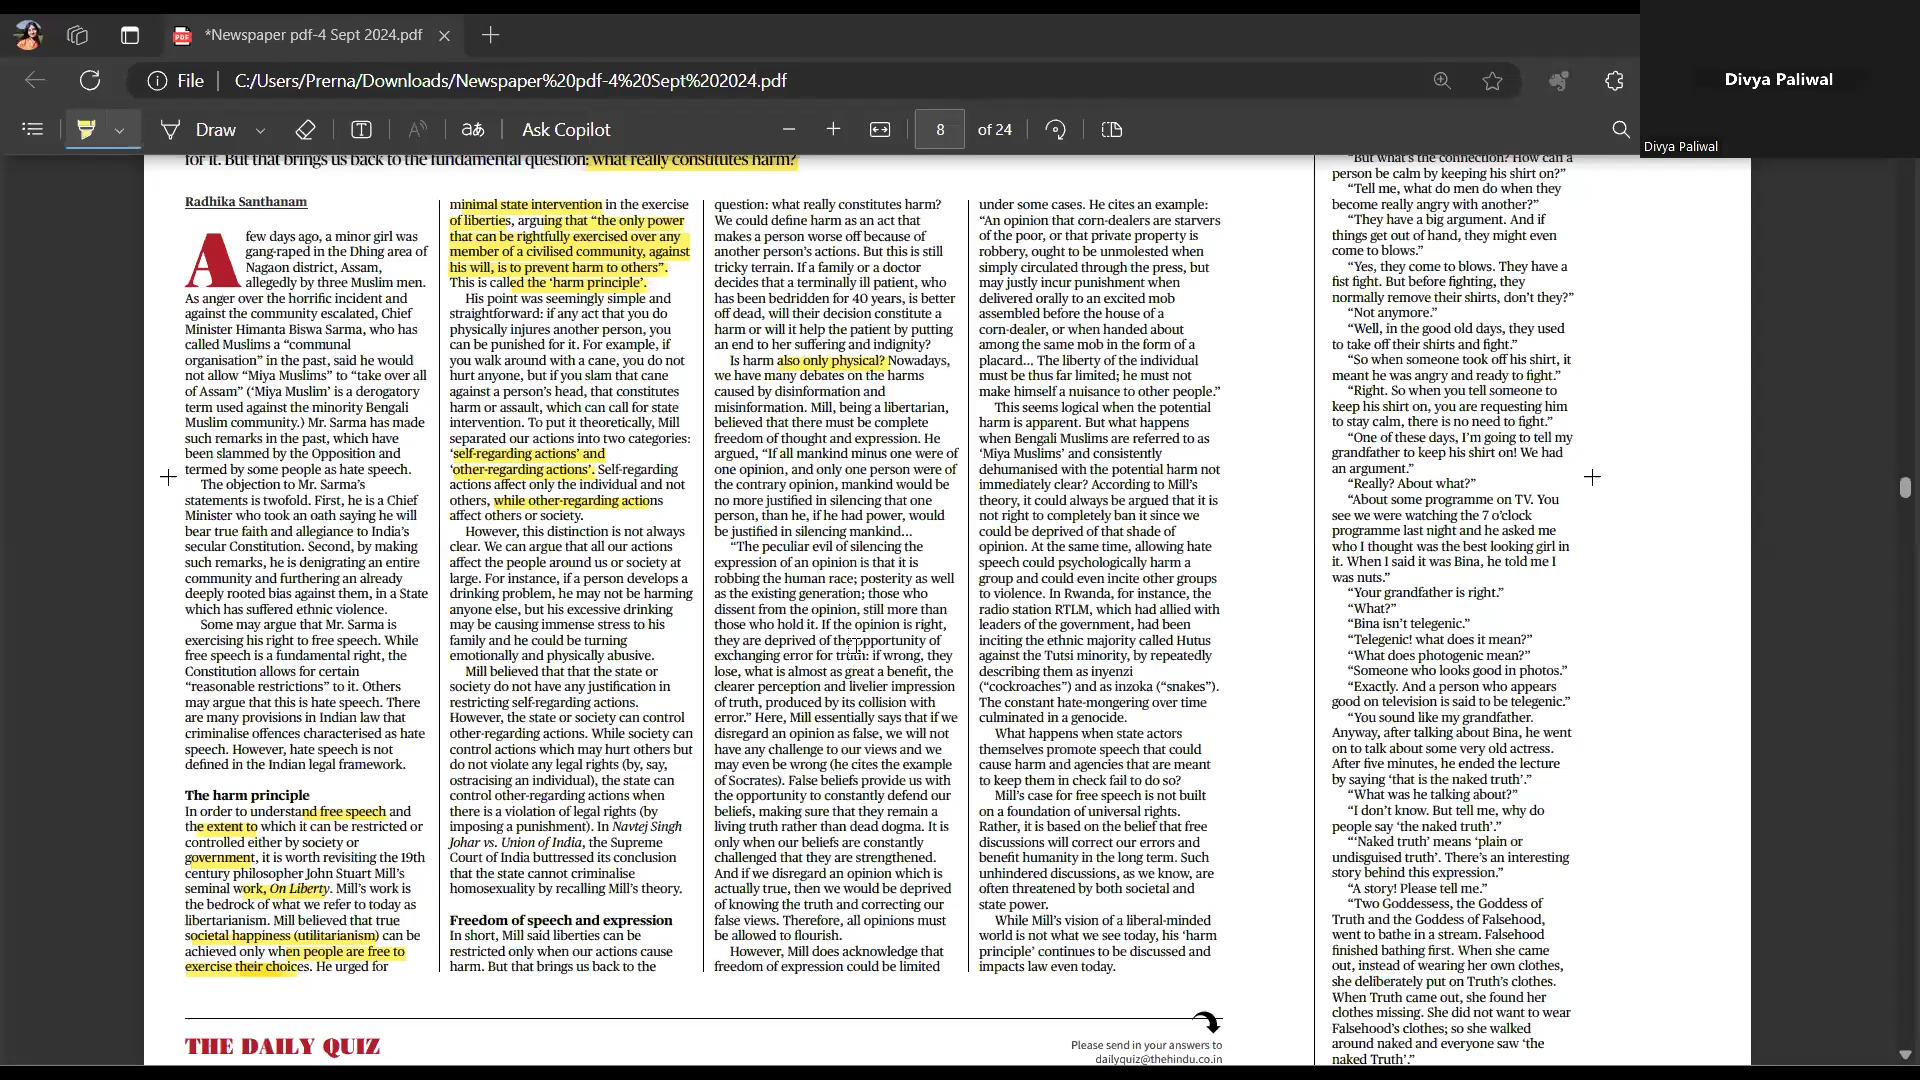 *Newspaper pdf-4 Sept 2024.pdf
File
C:/Users/Prerna/Downloads/Newspaper%20pdf-4%20Sept%202024.pdf
Draw
Ask Copilot
8
of 24
Divya Paliwal
Divya Paliwal
for it. But that brings us back to the fundamental question: what really constitutes harm?
Radhika Santhanam
A few days ago, a minor girl was
gang-raped in the Dhing area of
Nagaon district, Assam,
allegedly by three Muslim men.
As anger over the horrific incident and
against the community escalated, Chief
Minister Himanta Biswa Sarma, who has
called Muslims a “communal
organisation” in the past, said he would
not allow “Miya Muslims” to “take over all
of Assam” (‘Miya Muslim’ is a derogatory
term used against the minority Bengali
Muslim community.) Mr. Sarma has made
such remarks in the past, which have
been slammed by the Opposition and
termed by some people as hate speech.
The objection to Mr. Sarma’s
statements is twofold. First, he is a Chief
Minister who took an oath saying he will
bear true faith and allegiance to India’s
secular Constitution. Second, by making
such remarks, he is denigrating an entire
community and furthering an already
deeply rooted bias against them, in a State
which has suffered ethnic violence.
Some may argue that Mr. Sarma is
exercising his right to free speech. While
free speech is a fundamental right, the
Constitution allows for certain
“reasonable restrictions” to it. Others
may argue that this is hate speech. There
are many provisions in Indian law that
criminalise offences characterised as hate
speech. However, hate speech is not
defined in the Indian legal framework.
The harm principle
In order to understand free speech and
the extent to which it can be restricted or
controlled either by society or
government, it is worth revisiting the 19th
century philosopher John Stuart Mill’s
seminal work, On Liberty. Mill’s work is
the bedrock of what we refer to today as
libertarianism. Mill believed that true
societal happiness (utilitarianism) can be
achieved only when people are free to
exercise their choices. He urged for
minimal state intervention in the exercise
of liberties, arguing that “the only power
that can be rightfully exercised over any
member of a civilised community, against
his will, is to prevent harm to others”.
This is called the ‘harm principle’.
His point was seemingly simple and
straightforward: if any act that you do
physically injures another person, you
can be punished for it. For example, if
you walk around with a cane, you do not
hurt anyone, but if you slam that cane
against a person’s head, that constitutes
harm or assault, which can call for state
intervention. To put it theoretically, Mill
separated our actions into two categories:
‘self-regarding actions’ and
‘other-regarding actions’. Self-regarding
actions affect only the individual and not
others, while other-regarding actions
affect others or society.
However, this distinction is not always
clear. We can argue that all our actions
affect the people around us or society at
large. For instance, if a person develops a
drinking problem, he may not be harming
anyone else, but his excessive drinking
may be causing immense stress to his
family and he could be turning
emotionally and physically abusive.
Mill believed that that the state or
society do not have any justification in
restricting self-regarding actions.
However, the state or society can control
other-regarding actions. While society can
control actions which may hurt others but
do not violate any legal rights (by, say,
ostracising an individual), the state can
control other-regarding actions when
there is a violation of legal rights (by
imposing a punishment). In Navtej Singh
Johar vs. Union of India, the Supreme
Court of India buttressed its conclusion
that the state cannot criminalise
homosexuality by recalling Mill’s theory.
Freedom of speech and expression
In short, Mill said liberties can be
restricted only when our actions cause
harm. But that brings us back to the
question: what really constitutes harm?
We could define harm as an act that
makes a person worse off because of
another person’s actions. But this is still
tricky terrain. If a family or a doctor
decides that a terminally ill patient, who
has been bedridden for 40 years, is better
off dead, will their decision constitute a
harm or will it help the patient by putting
an end to her suffering and indignity?
Is harm also only physical? Nowadays,
we have many debates on the harms
caused by disinformation and
misinformation. Mill, being a libertarian,
believed that there must be complete
freedom of thought and expression. He
argued, “If all mankind minus one were of
one opinion, and only one person were of
the contrary opinion, mankind would be
no more justified in silencing that one
person, than he, if he had power, would
be justified in silencing mankind...
“The peculiar evil of silencing the
expression of an opinion is that it is
robbing the human race; posterity as well
as the existing generation; those who
dissent from the opinion, still more than
those who hold it. If the opinion is right,
they are deprived of the opportunity of
exchanging error for truth: if wrong, they
lose, what is almost as great a benefit, the
clearer perception and livelier impression
of truth, produced by its collision with
error.” Here, Mill essentially says that if we
disregard an opinion as false, we will not
have any challenge to our views and we
may even be wrong (he cites the example
of Socrates). False beliefs provide us with
the opportunity to constantly defend our
beliefs, making sure that they remain a
living truth rather than dead dogma. It is
only when our beliefs are constantly
challenged that they are strengthened.
And if we disregard an opinion which is
actually true, then we would be deprived
of knowing the truth and correcting our
false views. Therefore, all opinions must
be allowed to flourish.
However, Mill does acknowledge that
freedom of expression could be limited
under some cases. He cites an example:
“An opinion that corn-dealers are starvers
of the poor, or that private property is
robbery, ought to be unmolested when
simply circulated through the press, but
may justly incur punishment when
delivered orally to an excited mob
assembled before the house of a
corn-dealer, or when handed about
among the same mob in the form of a
placard... The liberty of the individual
must be thus far limited; he must not
make himself a nuisance to other people.”
This seems logical when the potential
harm is apparent. But what happens
when Bengali Muslims are referred to as
‘Miya Muslims’ and consistently
dehumanised with the potential harm not
immediately clear? According to Mill’s
theory, it could always be argued that it is
not right to completely ban it since we
could be deprived of that shade of
opinion. At the same time, allowing hate
speech could psychologically harm a
group and could even incite other groups
to violence. In Rwanda, for instance, the
radio station RTLM, which had allied with
leaders of the government, had been
inciting the ethnic majority called Hutus
against the Tutsi minority, by repeatedly
describing them as inyenzi
(“cockroaches”) and as inzoka (“snakes”).
The constant hate-mongering over time
culminated in a genocide.
What happens when state actors
themselves promote speech that could
cause harm and agencies that are meant
to keep them in check fail to do so?
Mill’s case for free speech is not built
on a foundation of universal rights.
Rather, it is based on the belief that free
discussions will correct our errors and
benefit humanity in the long term. Such
unhindered discussions, as we know, are
often threatened by both societal and
state power.
While Mill’s vision of a liberal-minded
world is not what we see today, his ‘harm
principle’ continues to be discussed and
impacts law even today.
“But what’s the connection? How can a
person be calm by keeping his shirt on?”
“Tell me, what do men do when they
become really angry with another?”
“They have a big argument. And if
things get out of hand, they might even
come to blows.”
“Yes, they come to blows. They have a
fist fight. But before fighting, they
normally remove their shirts, don’t they?”
“Not anymore.”
“Well, in the good old days, they used
to take off their shirts and fight.”
“So when someone took off his shirt, it
meant he was angry and ready to fight.”
“Right. So when you tell someone to
keep his shirt on, you are requesting him
to stay calm, there is no need to fight.”
“One of these days, I’m going to tell my
grandfather to keep his shirt on! We had
an argument.”
“Really? About what?”
“About some programme on TV. You
see we were watching the 7 o’clock
programme last night and he asked me
who I thought was the best looking girl in
it. When I said it was Bina, he told me I
was nuts.”
“Your grandfather is right.”
“What?”
“Bina isn’t telegenic.”
“Telegenic! what does it mean?”
“What does photogenic mean?”
“Someone who looks good in photos.”
“Exactly. And a person who appears
good on television is said to be telegenic.”
“You sound like my grandfather.
Anyway, after talking about Bina, he went
on to talk about some very old actress.
After five minutes, he ended the lecture
by saying ‘that is the naked truth’.”
“What was he talking about?”
“I don’t know. But tell me, why do
people say ‘the naked truth’.”
“‘Naked truth’ means ‘plain or
undisguised truth’. There’s an interesting
story behind this expression.”
“A story! Please tell me.”
“Two Goddessess, the Goddess of
Truth and the Goddess of Falsehood,
went to bathe in a stream. Falsehood
finished bathing first. When she came
out, instead of wearing her own clothes,
she deliberately put on Truth’s clothes.
When Truth came out, she found her
clothes missing. She did not want to wear
Falsehood’s clothes; so she walked
around naked and everyone saw ‘the
naked Truth’.”
THE DAILY QUIZ
Please send in your answers to
dailyquiz@thehindu.co.in